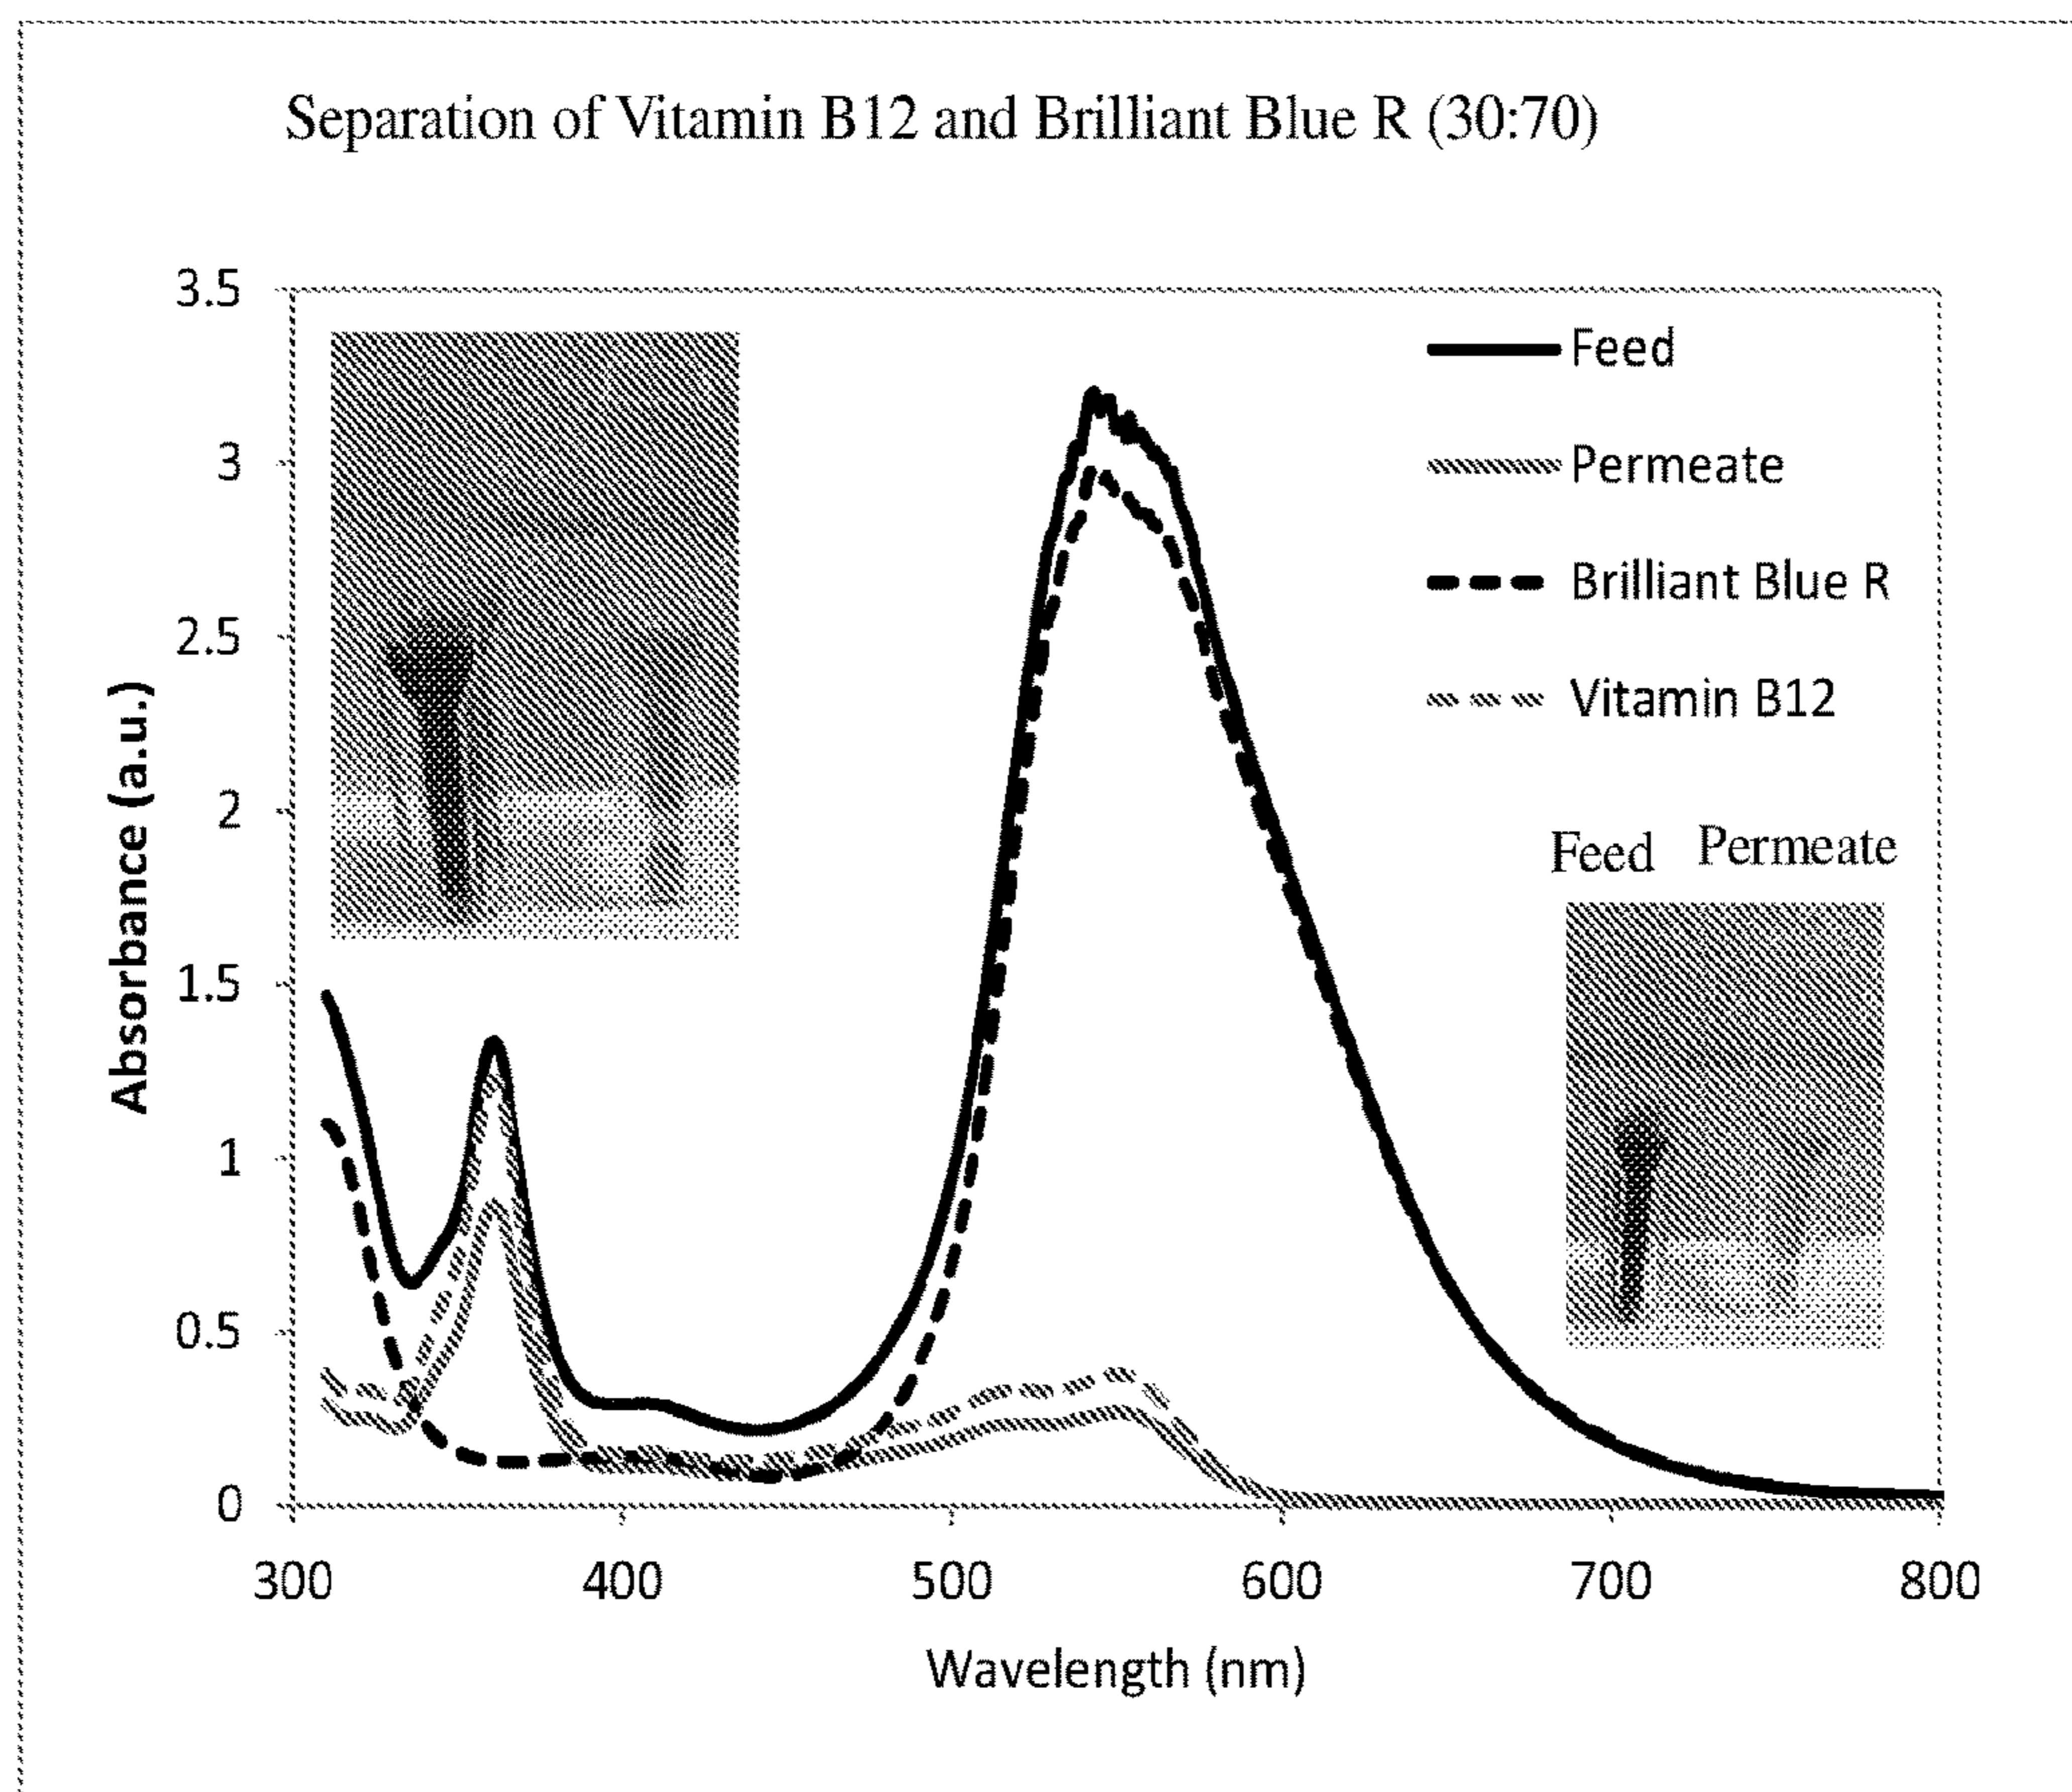 Separation of Vitamin B12 and Brilliant Blue R (30:70)
3.5
3
2.5
2
1.5
1
0.5
0
Absorbance (a.u.)
Feed
Permeate
Brilliant Blue R
Vitamin B12
Feed Permeate
300 400 500 600 700 800
Wavelength (nm)